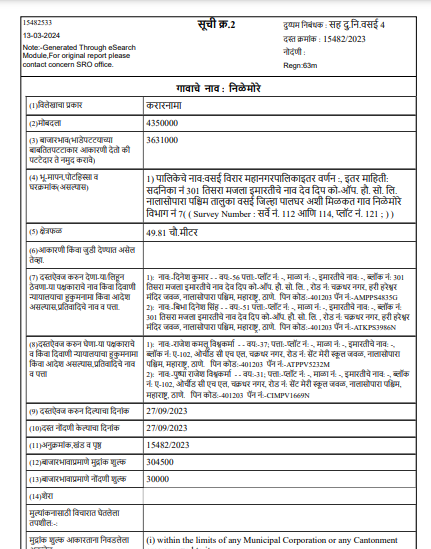 15482533
13-03-2024
Note:-Generated Through eSearch
Module,For original report please
contact concern SRO office.
सूची क्र.2
दुय्यम निबंधक : सह दु.नि.वसई 4
दस्त क्रमांक : 15482/2023
नोदंणी :
Regn:63m
गावाचे नाव : निळेमोरे
(1)विलेखाचा प्रकार
करारनामा
(2)मोबदला
4350000
(3) बाजारभाव(भाडेपटटयाच्या
बाबतितपटटाकार आकारणी देतो की
पटटेदार ते नमुद करावे)
3631000
(4) भू-मापन,पोटहिस्सा व
घरक्रमांक(असल्यास)
1) पालिकेचे नाव:वसई विरार महानगरपालिकाइतर वर्णन :, इतर माहिती:
सदनिका नं 301 तिसरा मजला इमारतीचे नाव देव दिप को-ऑप. हौ. सो. लि.
नालासोपारा पश्चिम तालुका वसई जिल्हा पालघर अशी मिळकत गाव निळेमोरे
विभाग नं 7( ( Survey Number : सर्वे नं. 112 आणि 114, प्लॉट नं. 121 ; ) )
(5) क्षेत्रफळ
49.81 चौ.मीटर
(6)आकारणी किंवा जुडी देण्यात असेल
तेव्हा.
(7) दस्तऐवज करुन देणा-या/लिहून
ठेवणा-या पक्षकाराचे नाव किंवा दिवाणी
न्यायालयाचा हुकुमनामा किंवा आदेश
असल्यास,प्रतिवादिचे नाव व पत्ता.
1): नाव:-दिनेश कुमार - - वय:-56 पत्ता:-प्लॉट नं: -, माळा नं: -, इमारतीचे नाव: -, ब्लॉक नं: 301
तिसरा मजला इमारतीचे नाव देव दिप को-ऑप. हौ. सो. लि. , रोड नं: चक्रधर नगर, हरी हरेश्वर
मंदिर जवळ, नालासोपारा पश्चिम, महाराष्ट्र, ठाणे. पिन कोड:-401203 पॅन नं:-AMPPS4835G
2): नाव:-बिभा दिनेश सिंह - - वय:-51 पत्ता:-प्लॉट नं: -, माळा नं: -, इमारतीचे नाव: -, ब्लॉक नं:
301 तिसरा मजला इमारतीचे नाव देव दिप को-ऑप. हौ. सो. लि. , रोड नं: चक्रधर नगर, हरी हरेश्वर
मंदिर जवळ, नालासोपारा पश्चिम, महाराष्ट्र, ठाणे. पिन कोड:-401203 पॅन नं:-ATKPS3986N
(8)दस्तऐवज करुन घेणा-या पक्षकाराचे
व किंवा दिवाणी न्यायालयाचा हुकुमनामा
किंवा आदेश असल्यास,प्रतिवादिचे नाव
व पत्ता
1): नाव:-राजेश कमलू विश्वकर्मा - - वय:-37; पत्ता:-प्लॉट नं: -, माळा नं: -, इमारतीचे नाव: -,
ब्लॉक नं: ए-102, ओर्चीड सी एच एल, चक्रधर नगर, रोड नं: सेंट मेरी स्कूल जवळ, नालासोपारा
पश्चिम, महाराष्ट्र, ठाणे. पिन कोड:-401203 पॅन नं:-ATPPV5232M
2): नाव:-पुष्पा राजेश विश्वकर्मा - - वय:-31; पत्ता:-प्लॉट नं: -, माळा नं: -, इमारतीचे नाव: -, ब्लॉक
नं: ए-102, ओर्चीड सी एच एल, चक्रधर नगर, रोड नं: सेंट मेरी स्कूल जवळ, नालासोपारा पश्चिम,
महाराष्ट्र, ठाणे. पिन कोड:-401203 पॅन नं:-CIMPV1669N
(9) दस्तऐवज करुन दिल्याचा दिनांक
27/09/2023
(10)दस्त नोंदणी केल्याचा दिनांक
27/09/2023
(11)अनुक्रमांक,खंड व पृष्ठ
15482/2023
(12)बाजारभावाप्रमाणे मुद्रांक शुल्क
304500
(13)बाजारभावाप्रमाणे नोंदणी शुल्क
30000
(14)शेरा
मुल्यांकनासाठी विचारात घेतलेला
तपशील:-:
मुद्रांक शुल्क आकारताना निवडलेला
(i) within the limits of any Municipal Corporation or any Cantonment